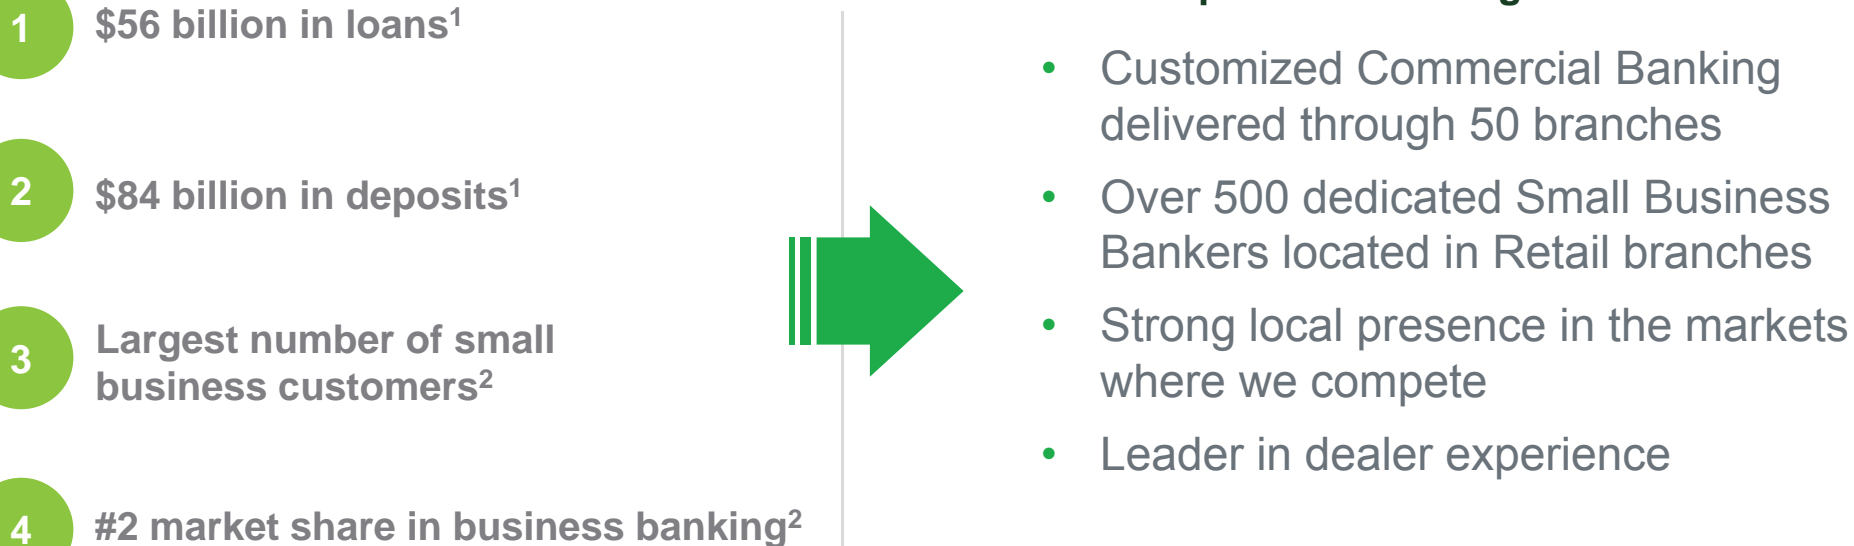 1
$56 billion in loans¹
2
$84 billion in deposits¹
3
Largest number of small
business customers²
4
#2 market share in business banking²
• Customized Commercial Banking
delivered through 50 branches
• Over 500 dedicated Small Business
Bankers located in Retail branches
• Strong local presence in the markets
where we compete
• Leader in dealer experience